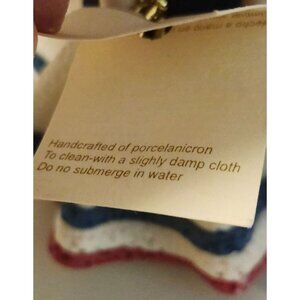 Handcrafted of porcelanicron
To clean-with a slighly damp cloth
Do no submerge in water